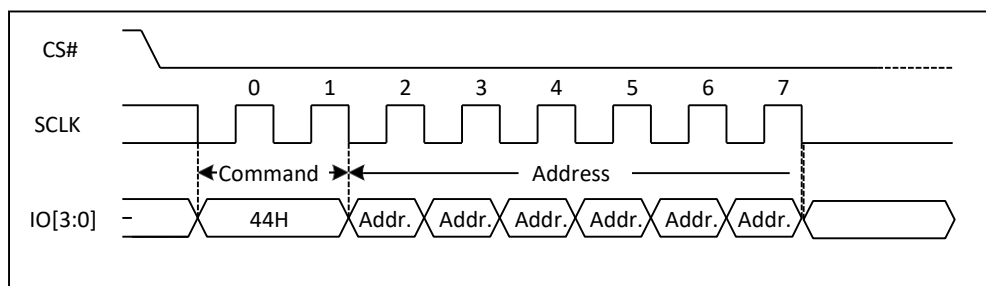 CS#
0 1 2 3 4 5 6 7
SCLK
Command Address
IO[3:0] 44H Addr. Addr. Addr. Addr. Addr. Addr.